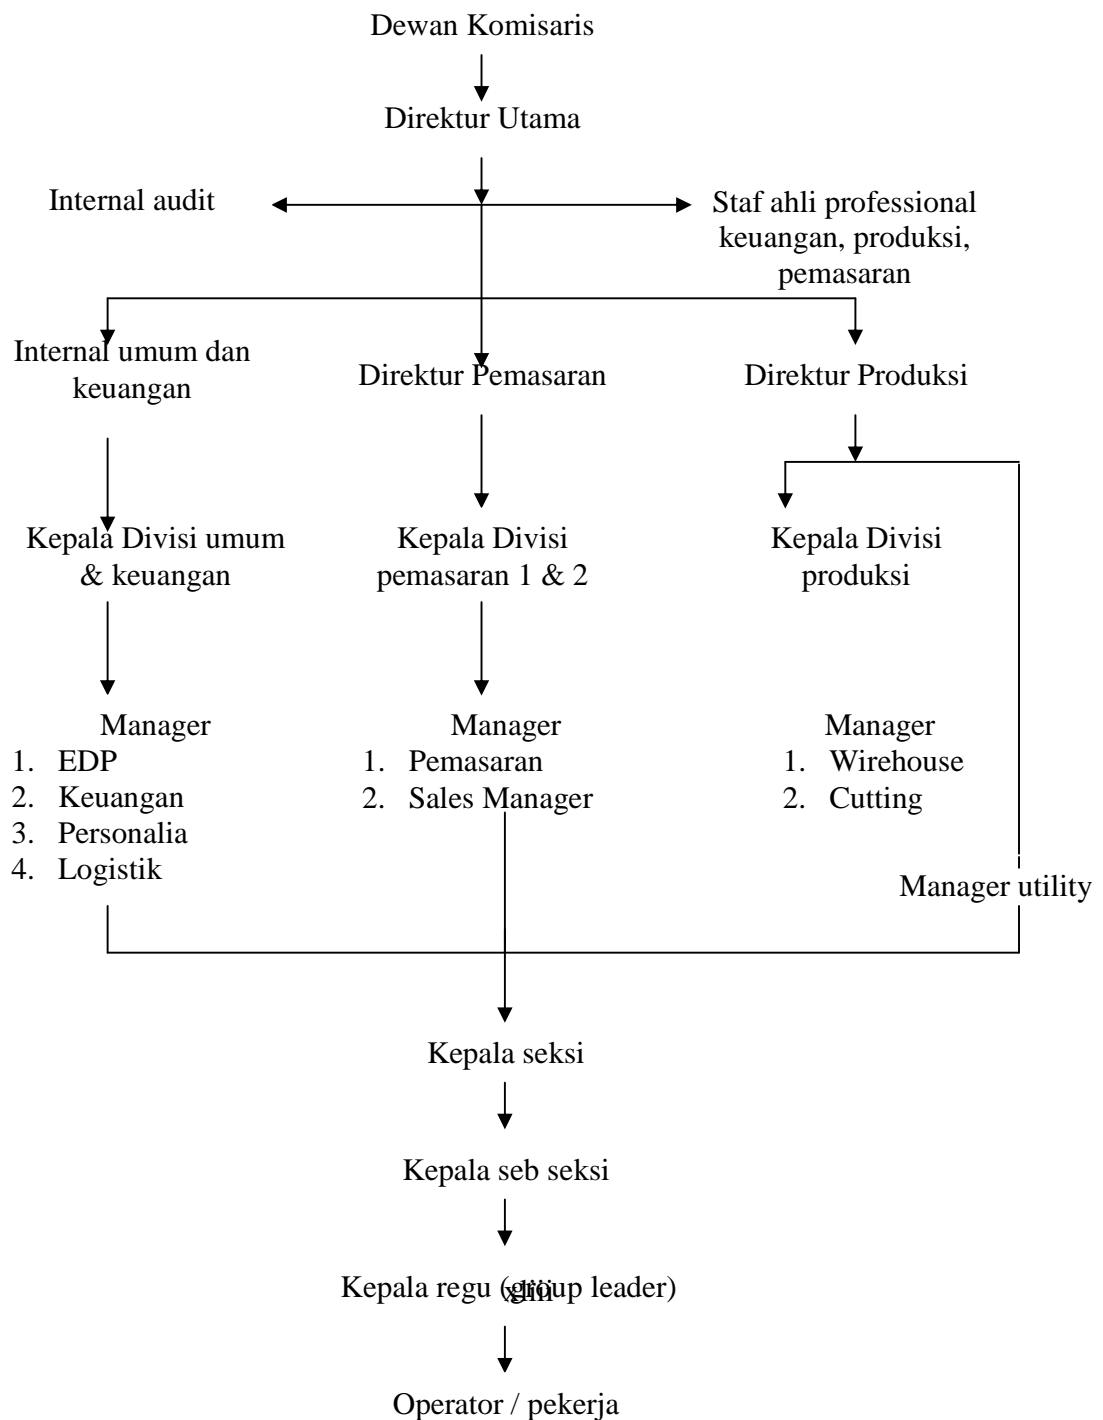 Dewan Komisaris
Direktur Utama
Internal audit
Staf ahli professional
keuangan, produksi,
pemasaran
Internal umum dan
keuangan
Direktur Pemasaran
Direktur Produksi
Kepala Divisi umum
& keuangan
Kepala Divisi
pemasaran 1 & 2
Kepala Divisi
produksi
Manager
1. EDP
2. Keuangan
3. Personalia
4. Logistik
Manager
1. Pemasaran
2. Sales Manager
Manager
1. Wirehouse
2. Cutting
Manager utility
Kepala seksi
Kepala seb seksi
Kepala regu (group leader)
xliii
Operator / pekerja